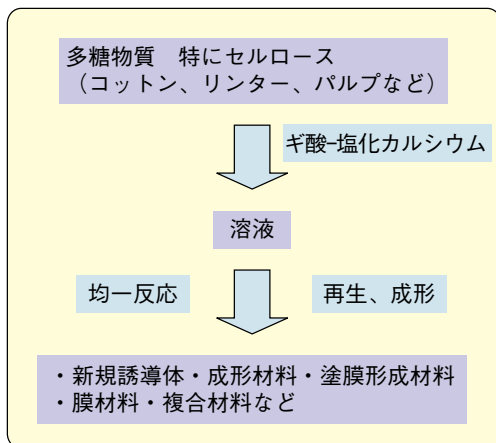 多糖物質　特にセルロース
（コットン、リンター、パルプなど）
ギ酸−塩化カルシウム
溶液
均一反応
再生、成形
・新規誘導体・成形材料・塗膜形成材料
・膜材料・複合材料など